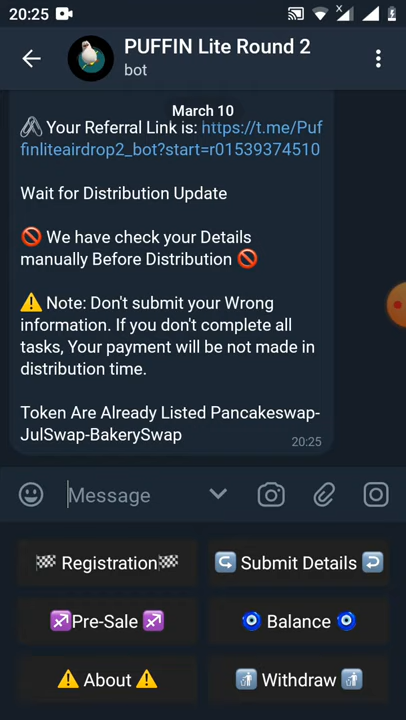 20:25
PUFFIN Lite Round 2
bot
March 10
Your Referral Link is: https://t.me/Puf
finliteairdrop2_bot?start=r01539374510
Wait for Distribution Update
🚫 We have check your Details
manually Before Distribution 🚫
⚠️ Note: Don't submit your Wrong
information. If you don't complete all
tasks, Your payment will be not made in
distribution time.
Token Are Already Listed Pancakeswap-
JulSwap-BakerySwap
20:25
Message
🏁 Registration🏁
↪️ Submit Details ↩️
♐Pre-Sale ♐
🧿 Balance 🧿
⚠️ About ⚠️
🚮 Withdraw 🚮